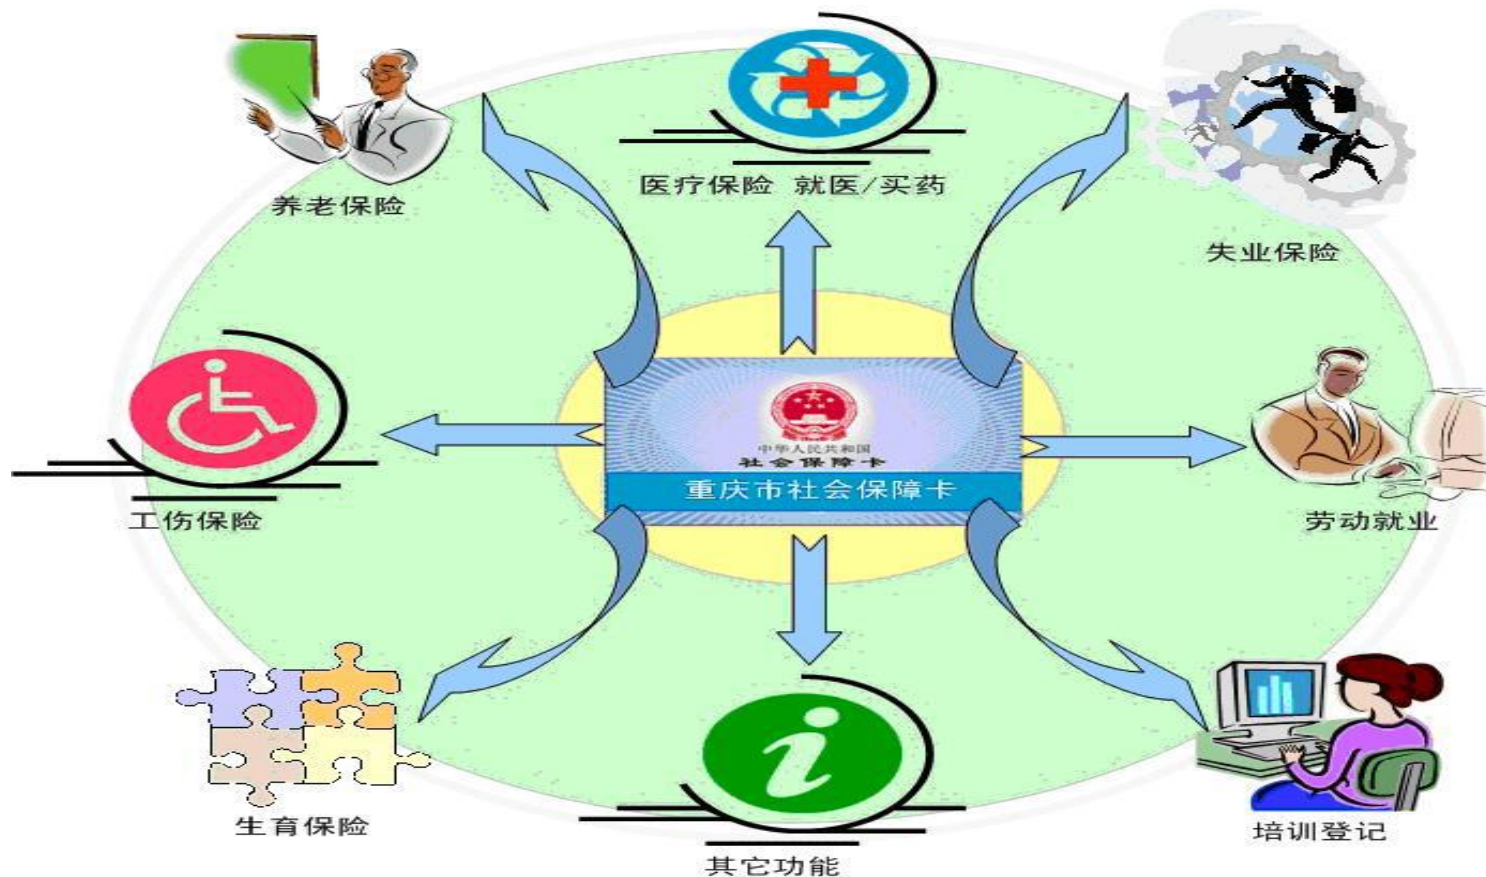 医疗保险 就医/买药
养老保险
失业保险
中华人民共和国
社会保障卡
重庆市社会保障卡
工伤保险
劳动就业
生育保险
培训登记
其它功能